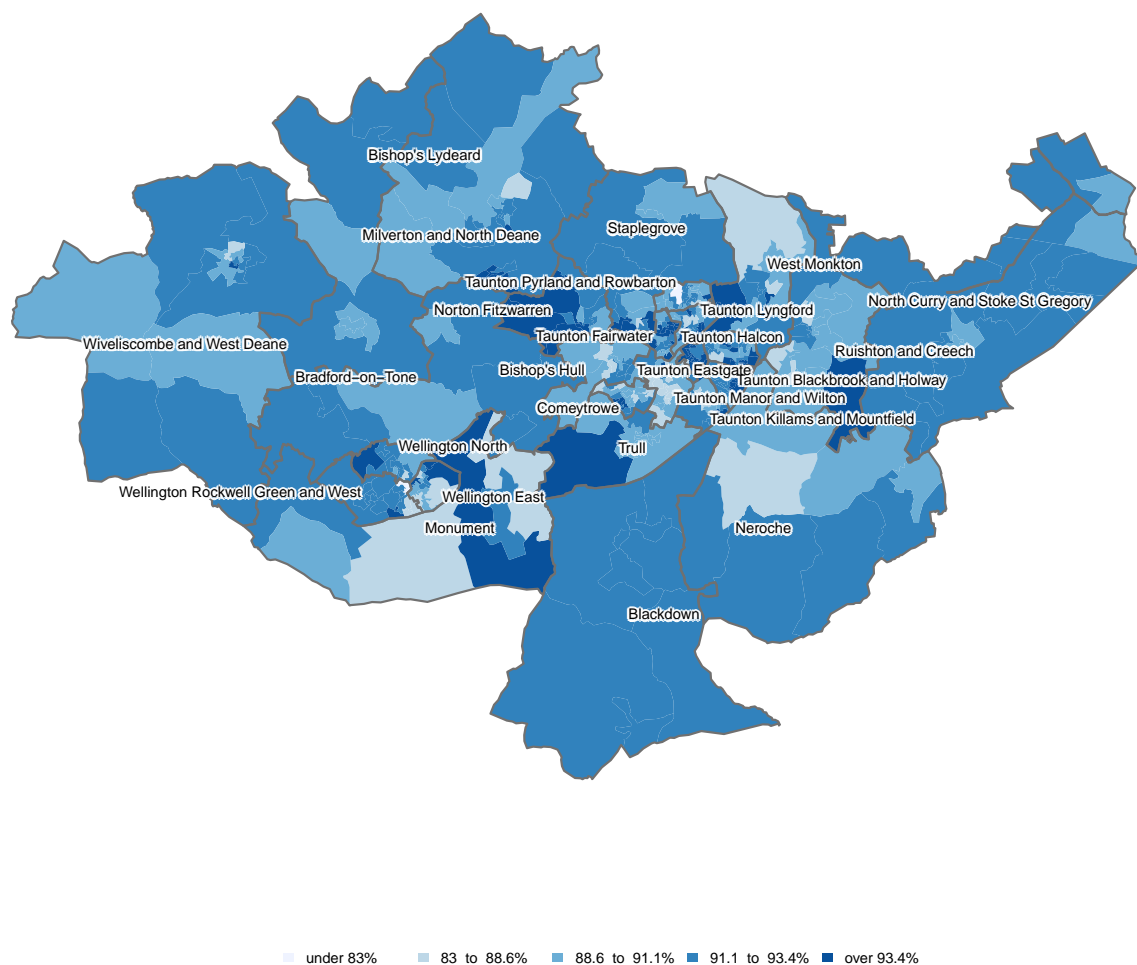 Bishop's Lydeard
Staplegrove
Milverton and North Deane
West Monkton
Taunton Pyrland and Rowbarton
North Curry and Stoke St Gregory
Norton Fitzwarren
Taunton Lyngford
Taunton Fairwater
Taunton Halcon
Wiveliscombe and West Deane
Ruishton and Creech
Bishop's Hull
Taunton Eastgate
Bradford−on−Tone
Taunton Blackbrook and Holway
Taunton Manor and Wilton
Comeytrowe
Taunton Killams and Mountfield
Wellington North
Trull
Wellington Rockwell Green and West
Wellington East
Monument
Neroche
Blackdown
under 83% 83 to 88.6% 88.6 to 91.1% 91.1 to 93.4% over 93.4%